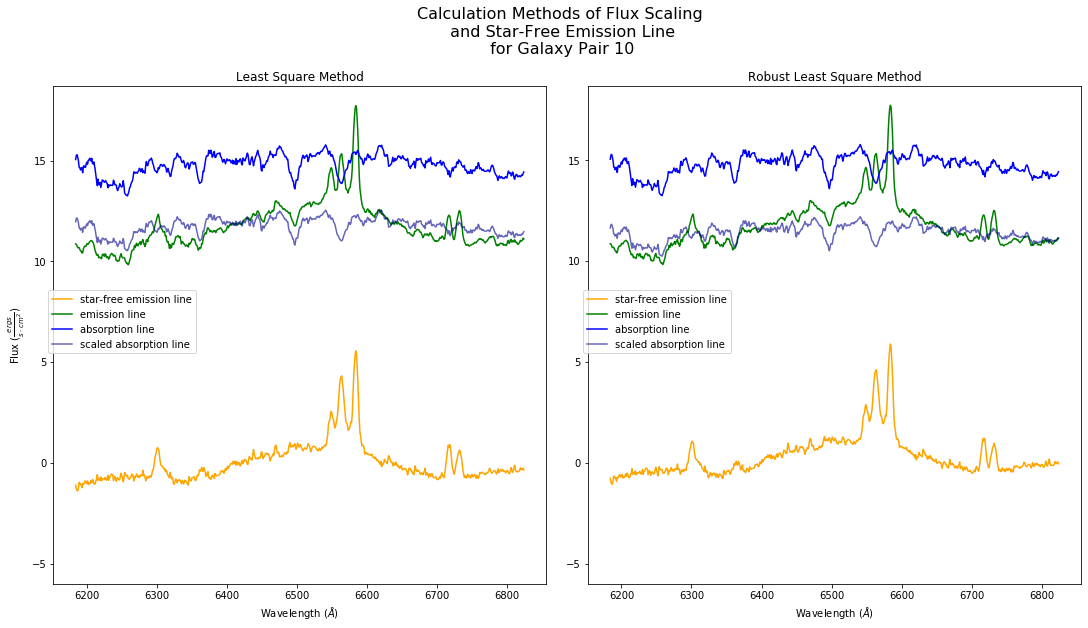 Calculation Methods of Flux Scaling
and Star-Free Emission Line
for Galaxy Pair 10
Least Square Method
15
10
5
0
−5
Flux (ergs / s · cm²)
star-free emission line
emission line
absorption line
scaled absorption line
6200 6300 6400 6500 6600 6700 6800
Wavelength (Å)
Robust Least Square Method
15
10
5
0
−5
star-free emission line
emission line
absorption line
scaled absorption line
6200 6300 6400 6500 6600 6700 6800
Wavelength (Å)